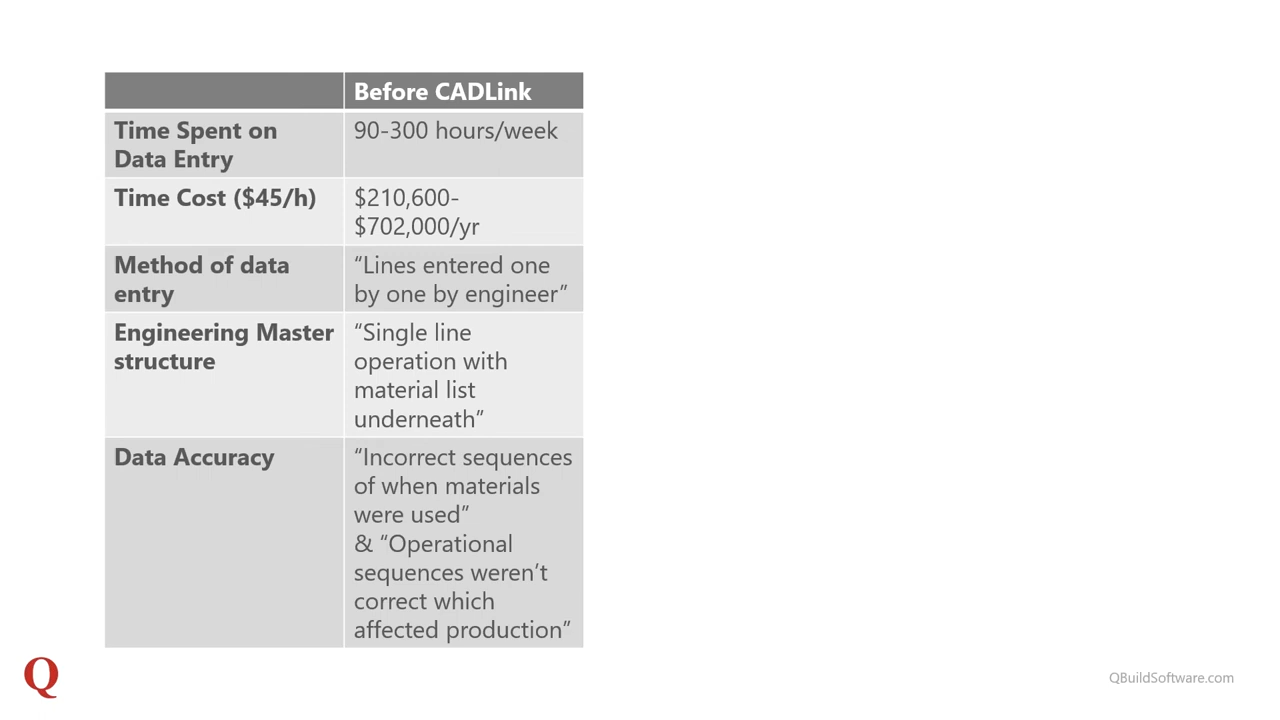 Before CADLink
Time Spent on
Data Entry
90-300 hours/week
Time Cost ($45/h)
$210,600-
$702,000/yr
Method of data
entry
“Lines entered one
by one by engineer”
Engineering Master
structure
“Single line
operation with
material list
underneath”
Data Accuracy
“Incorrect sequences
of when materials
were used”
& “Operational
sequences weren’t
correct which
affected production”
Q
QBuildSoftware.com